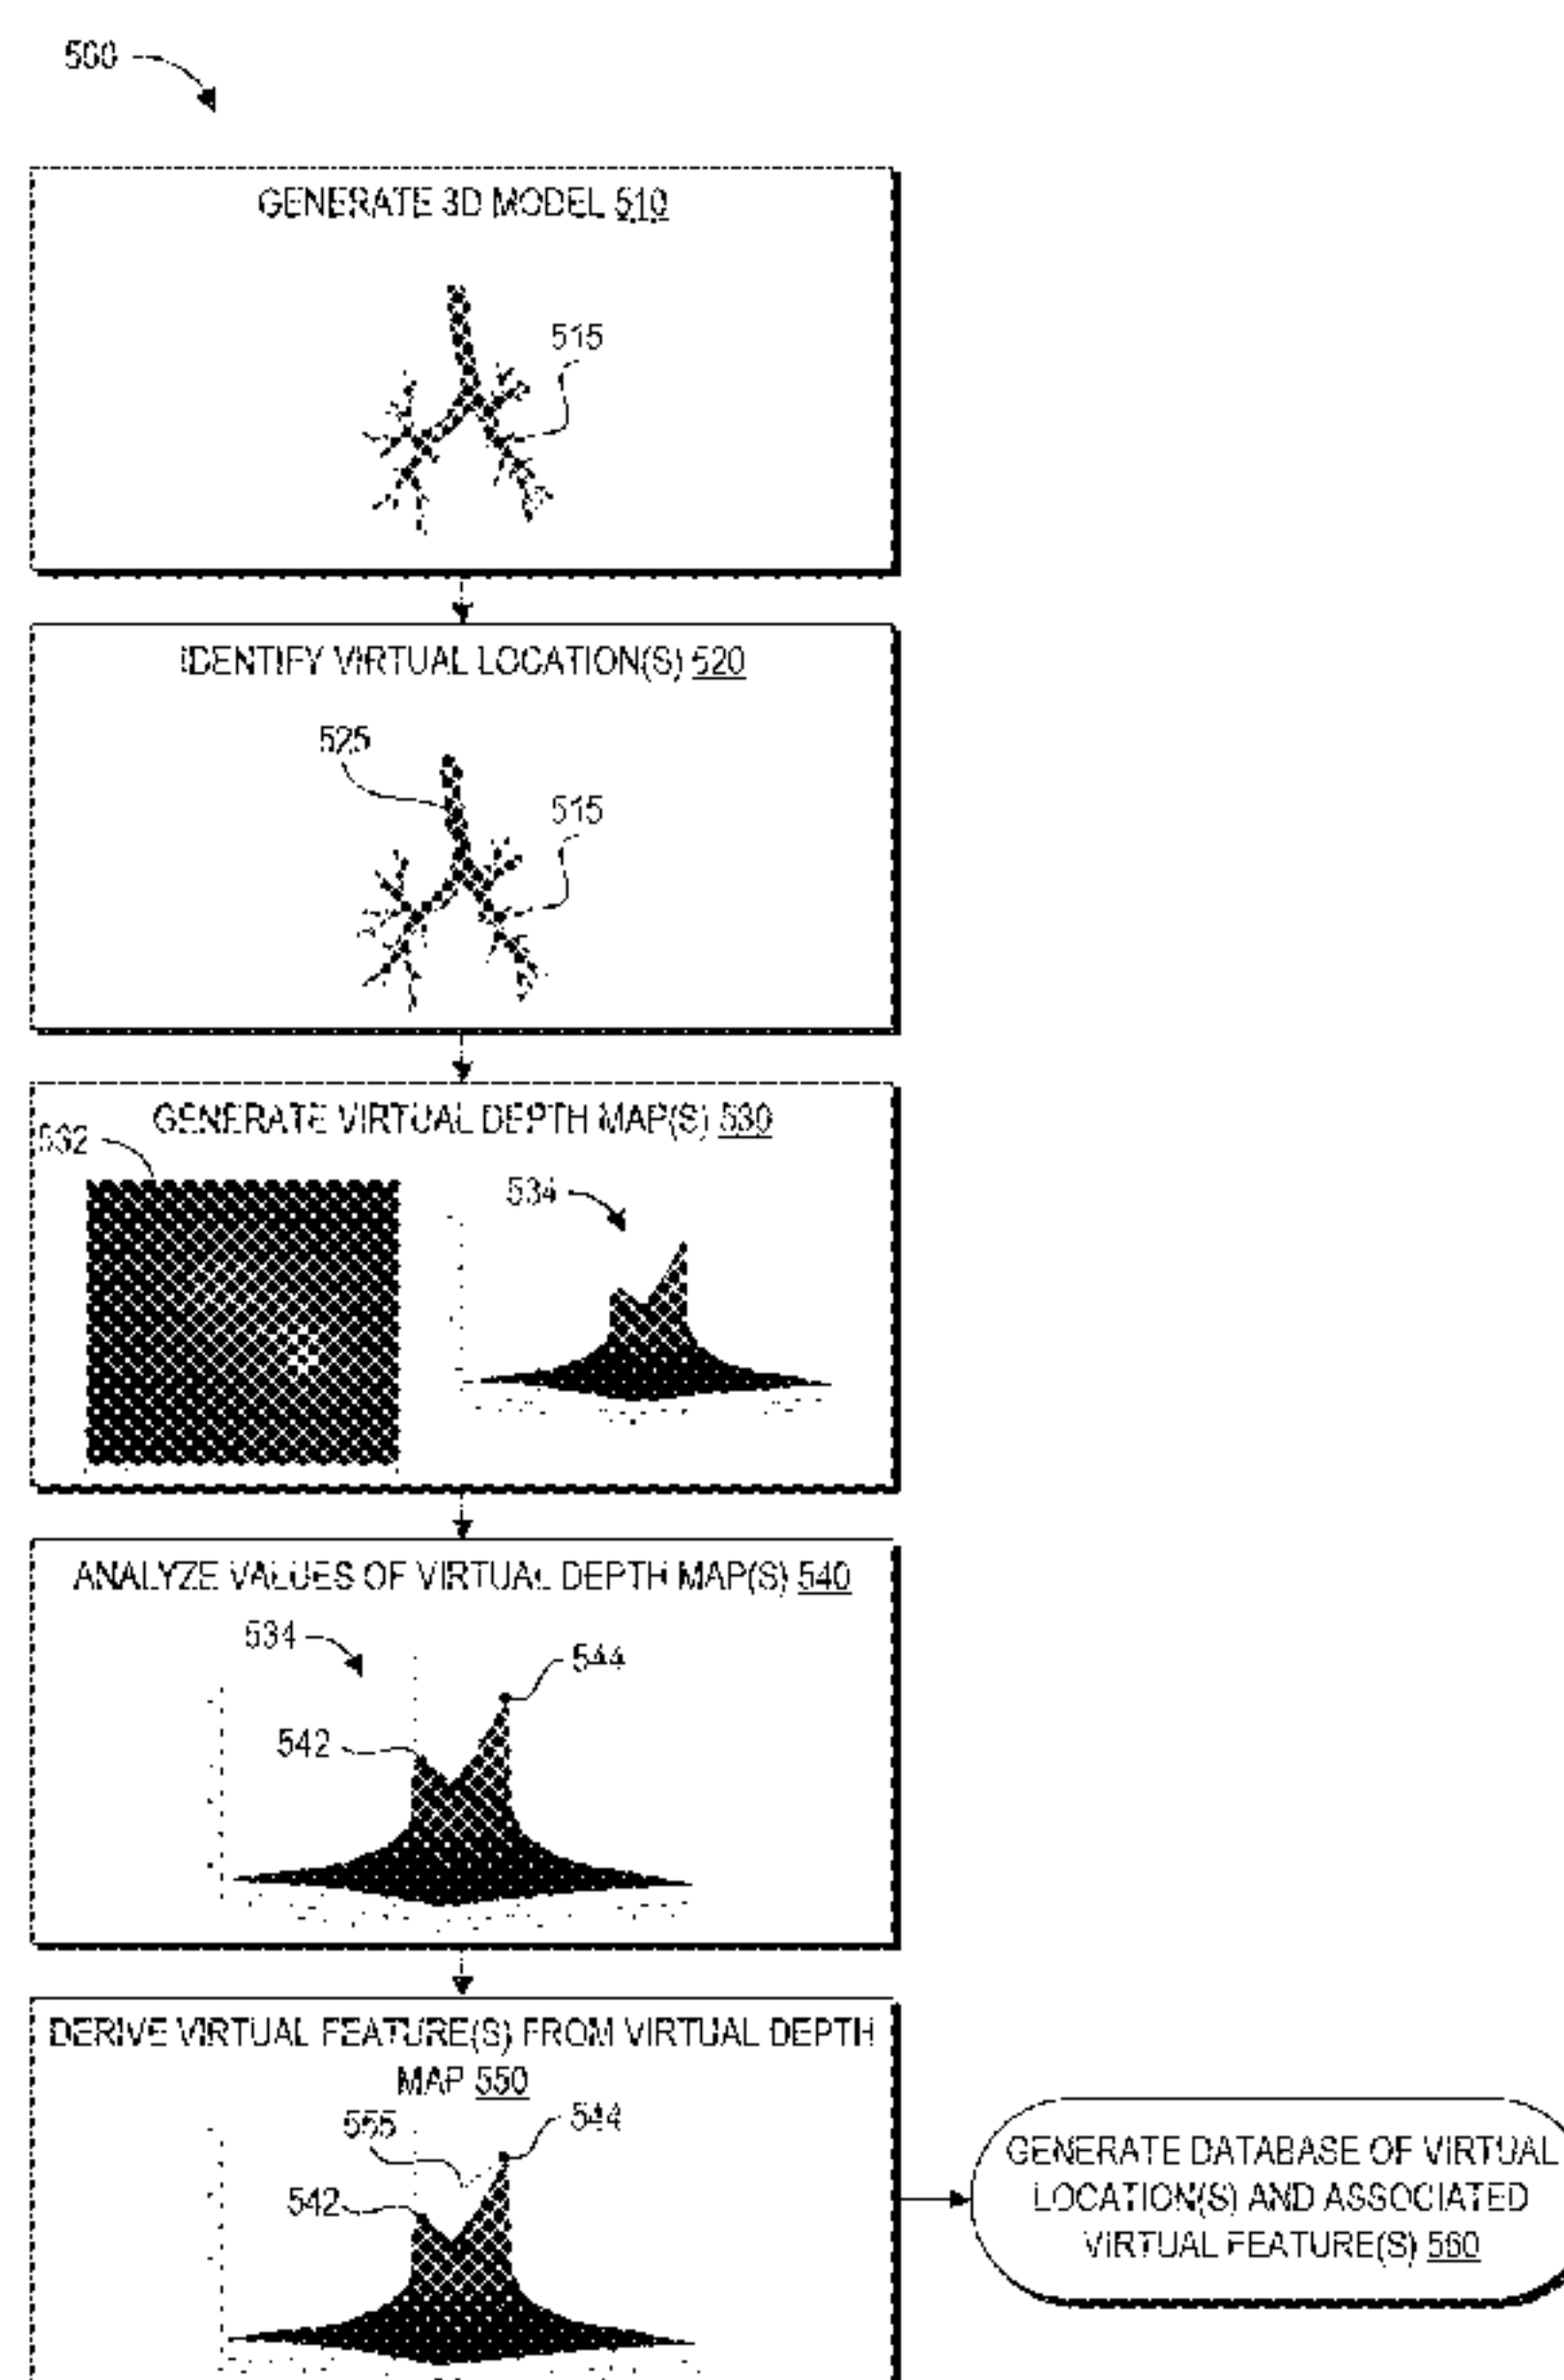 500
GENERATE 3D MODEL 510
515
IDENTIFY VIRTUAL LOCATION(S) 520
525
515
GENERATE VIRTUAL DEPTH MAP(S) 530
532
534
ANALYZE VALUES OF VIRTUAL DEPTH MAP(S) 540
534
544
542
DERIVE VIRTUAL FEATURE(S) FROM VIRTUAL DEPTH
MAP 550
555
544
542
GENERATE DATABASE OF VIRTUAL
LOCATION(S) AND ASSOCIATED
VIRTUAL FEATURE(S) 560